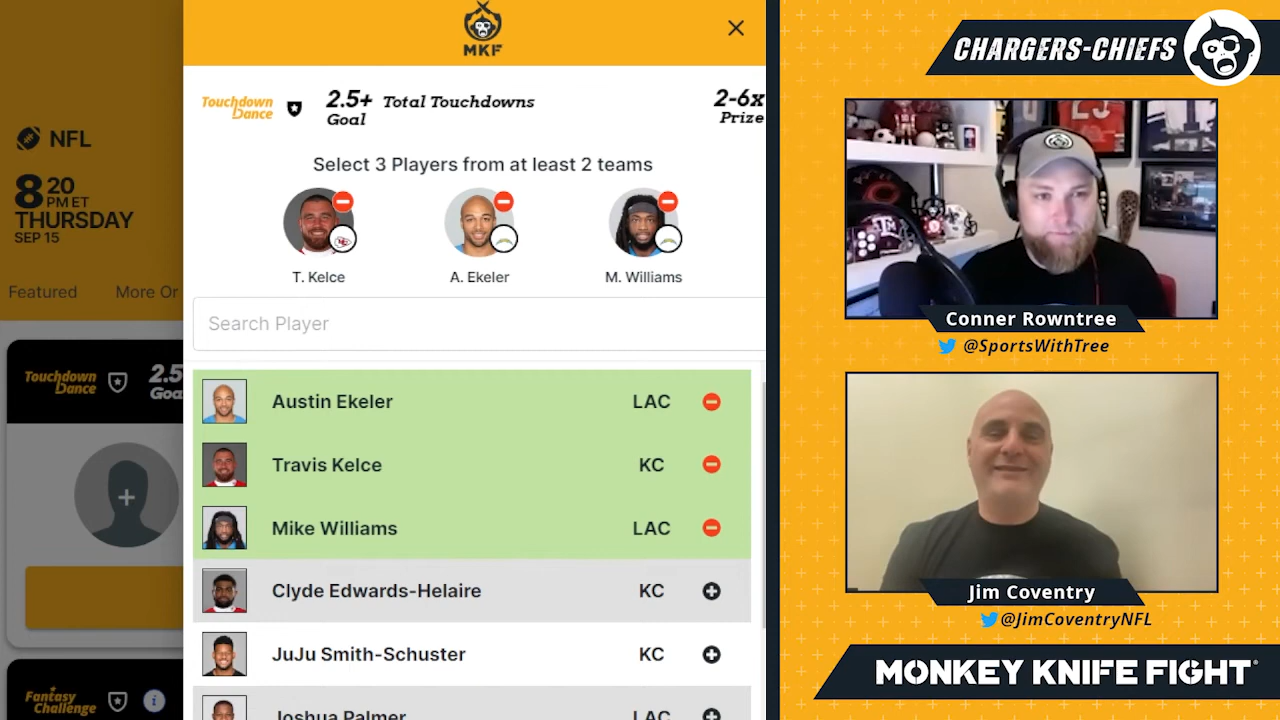 NFL
8 20
PM ET
THURSDAY
SEP 15
Featured
More Or
Touchdown
Dance
2.5
Goa
Fantasy
Challenge
i
MKF
Touchdown
Dance
2.5+
Goal
Total Touchdowns
2-6x
Prize
Select 3 Players from at least 2 teams
T. Kelce
A. Ekeler
M. Williams
Search Player
Austin Ekeler LAC
Travis Kelce KC
Mike Williams LAC
Clyde Edwards-Helaire KC
JuJu Smith-Schuster KC
Joshua Palmer LAC
CHARGERS-CHIEFS
Conner Rowntree
@SportsWithTree
Jim Coventry
@JimCoventryNFL
MONKEY KNIFE FIGHT